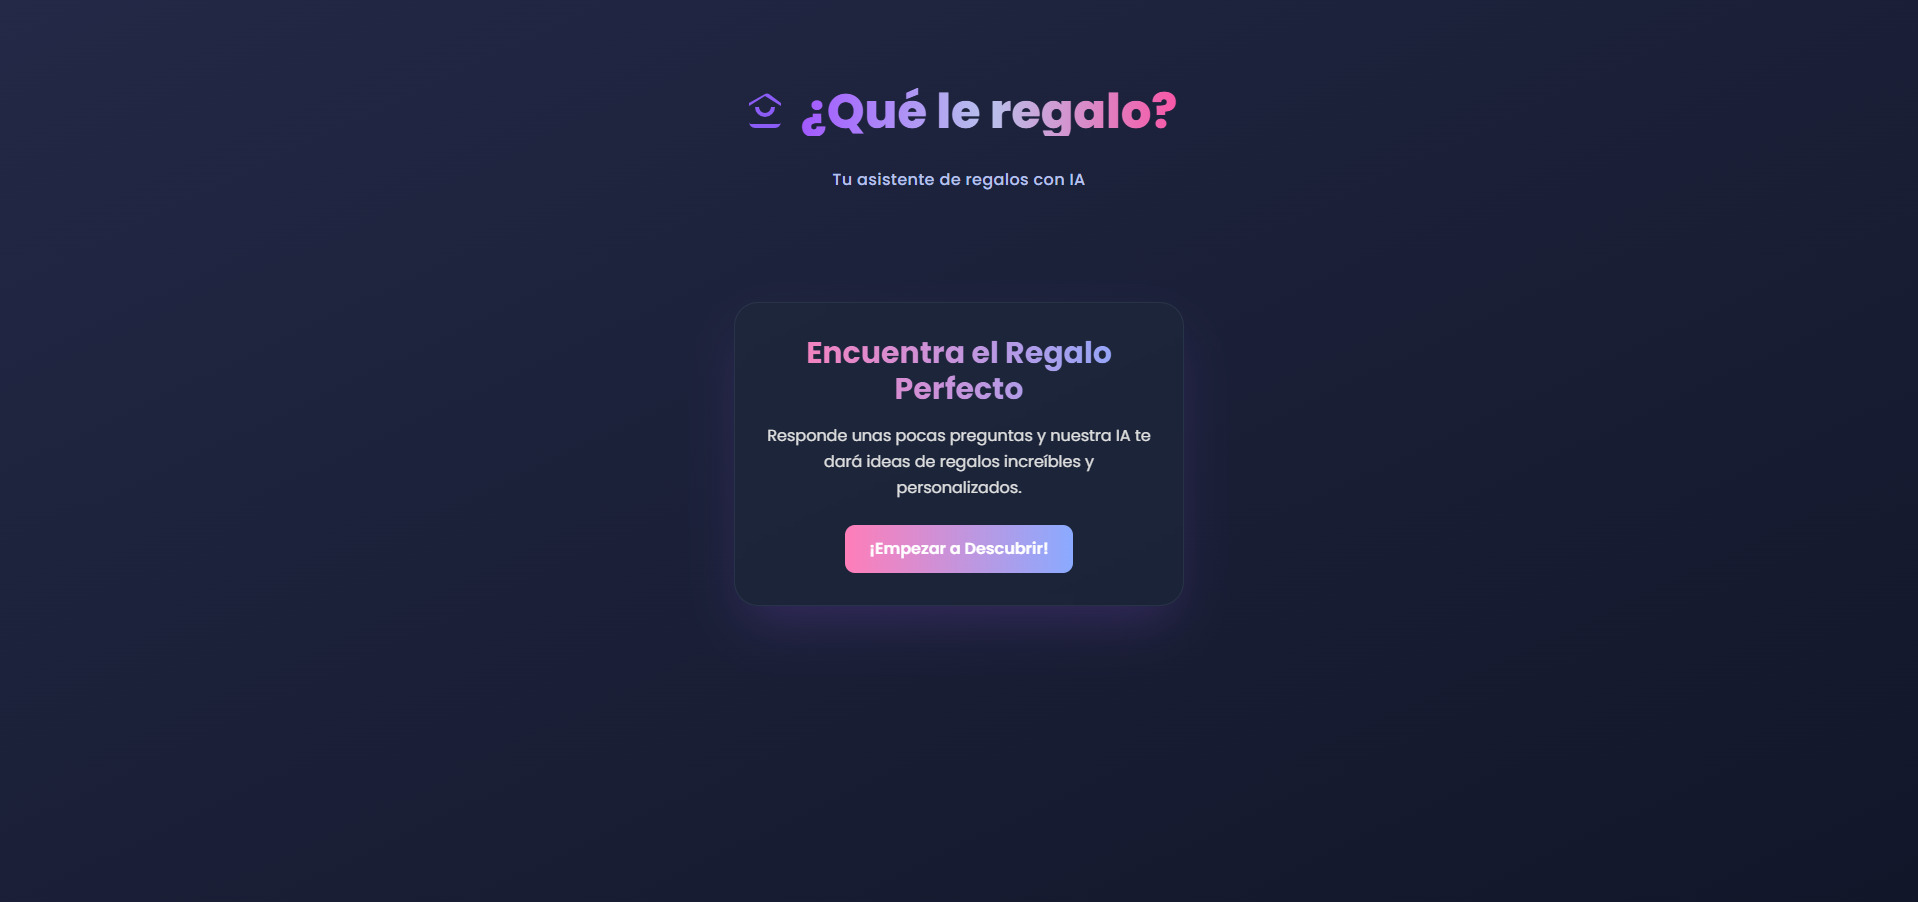 ¿Qué le regalo?
Tu asistente de regalos con IA
Encuentra el Regalo
Perfecto
Responde unas pocas preguntas y nuestra IA te
dará ideas de regalos increíbles y
personalizados.
¡Empezar a Descubrir!